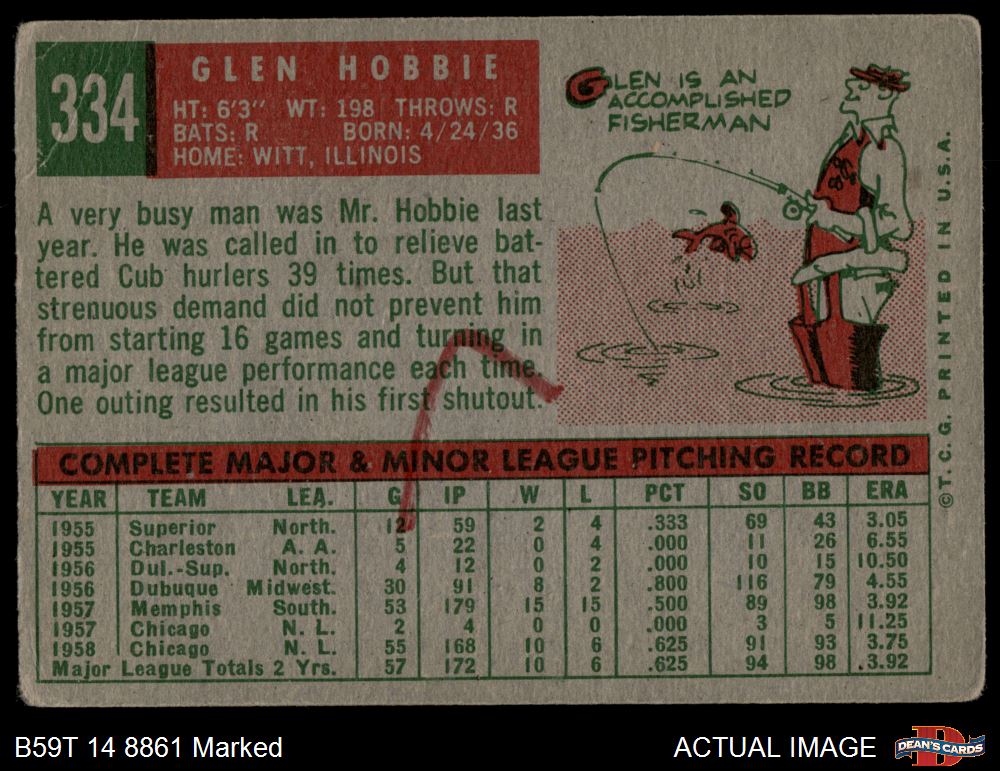 334
GLEN HOBBIE
HT: 6'3" WT: 198 THROWS: R
BATS: R BORN: 4/24/36
HOME: WITT, ILLINOIS
GLEN IS AN
ACCOMPLISHED
FISHERMAN
A very busy man was Mr. Hobbie last
year. He was called in to relieve bat-
tered Cub hurlers 39 times. But that
strenuous demand did not prevent him
from starting 16 games and turning in
a major league performance each time.
One outing resulted in his first shutout.
© T. C. G. PRINTED IN U.S.A.
COMPLETE MAJOR & MINOR LEAGUE PITCHING RECORD
YEAR TEAM LEA. G IP W L PCT SO BB ERA
1955 Superior North. 12 59 2 4 .333 69 43 3.05
1955 Charleston A. A. 5 22 0 4 .000 11 26 6.55
1956 Dul.-Sup. North. 4 12 0 2 .000 10 15 10.50
1956 Dubuque Midwest. 30 91 8 2 .800 116 79 4.55
1957 Memphis South. 53 179 15 15 .500 89 98 3.92
1957 Chicago N. L. 2 4 0 0 .000 3 5 11.25
1958 Chicago N. L. 55 168 10 6 .625 91 93 3.75
Major League Totals 2 Yrs. 57 172 10 6 .625 94 98 3.92
B59T 14 8861 Marked
ACTUAL IMAGE
DEAN'S CARDS